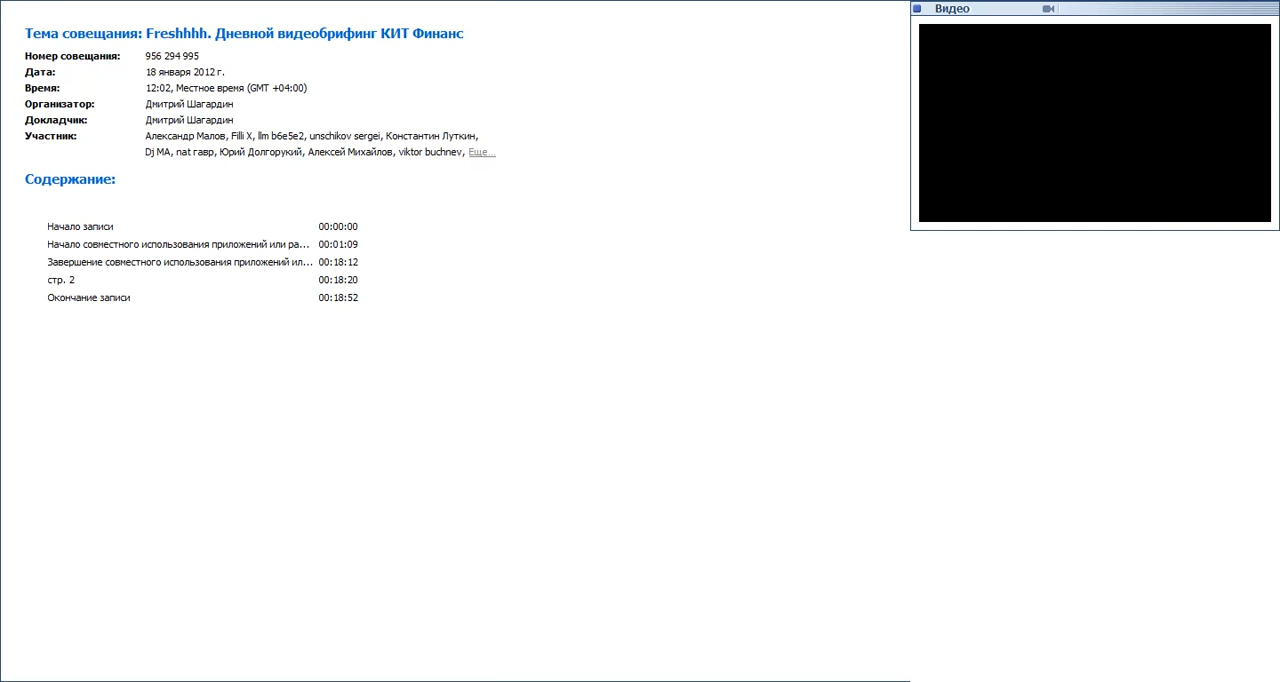 Тема совещания: Freshhhh. Дневной видеобрифинг КИТ Финанс
Номер совещания: 956 294 995
Дата: 18 января 2012 г.
Время: 12:02, Местное время (GMT +04:00)
Организатор: Дмитрий Шагардин
Докладчик: Дмитрий Шагардин
Участник: Александр Малов, Filli X, llm b6e5e2, unschikov sergei, Константин Луткин,
Dj MA, nat гавр, Юрий Долгорукий, Алексей Михайлов, viktor buchnev, Еще...
Содержание:
Начало записи 00:00:00
Начало совместного использования приложений или ра... 00:01:09
Завершение совместного использования приложений ил... 00:18:12
стр. 2 00:18:20
Окончание записи 00:18:52
Видео